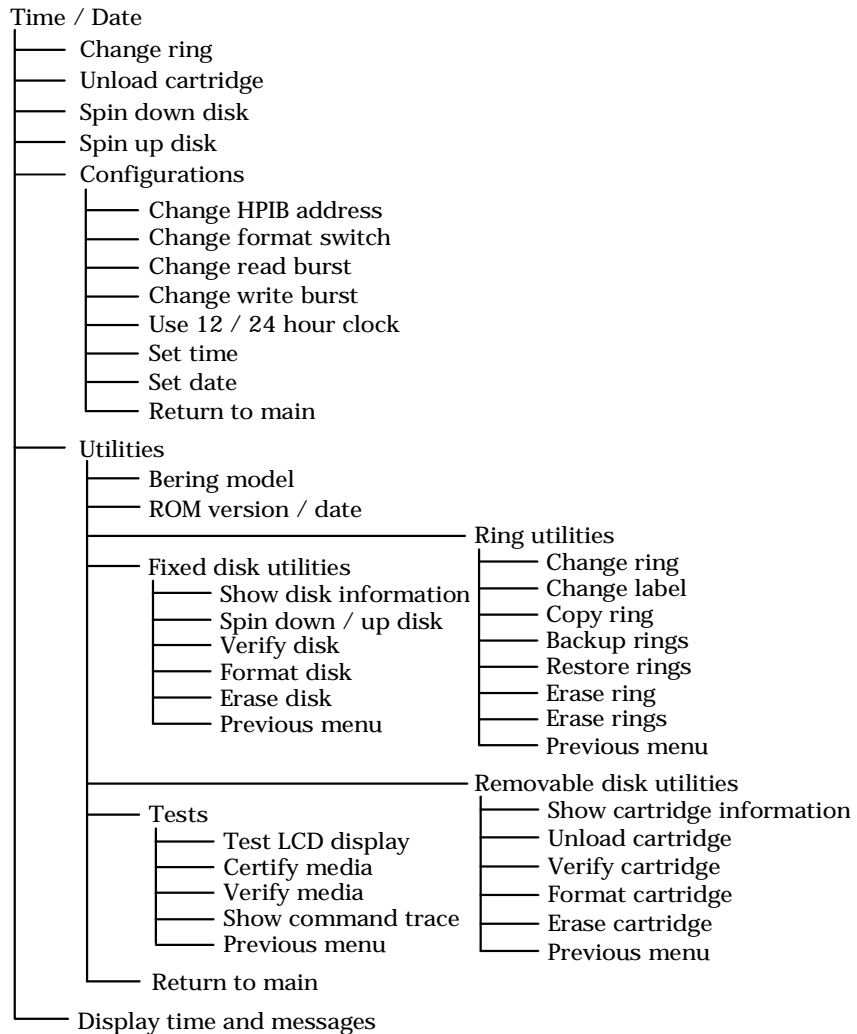 Time / Date
Change ring
Unload cartridge
Spin down disk
Spin up disk
Configurations
Change HPIB address
Change format switch
Change read burst
Change write burst
Use 12 / 24 hour clock
Set time
Set date
Return to main
Utilities
Bering model
ROM version / date
Ring utilities
Change ring
Change label
Copy ring
Backup rings
Restore rings
Erase ring
Erase rings
Previous menu
Fixed disk utilities
Show disk information
Spin down / up disk
Verify disk
Format disk
Erase disk
Previous menu
Removable disk utilities
Show cartridge information
Unload cartridge
Verify cartridge
Format cartridge
Erase cartridge
Previous menu
Tests
Test LCD display
Certify media
Verify media
Show command trace
Previous menu
Return to main
Display time and messages